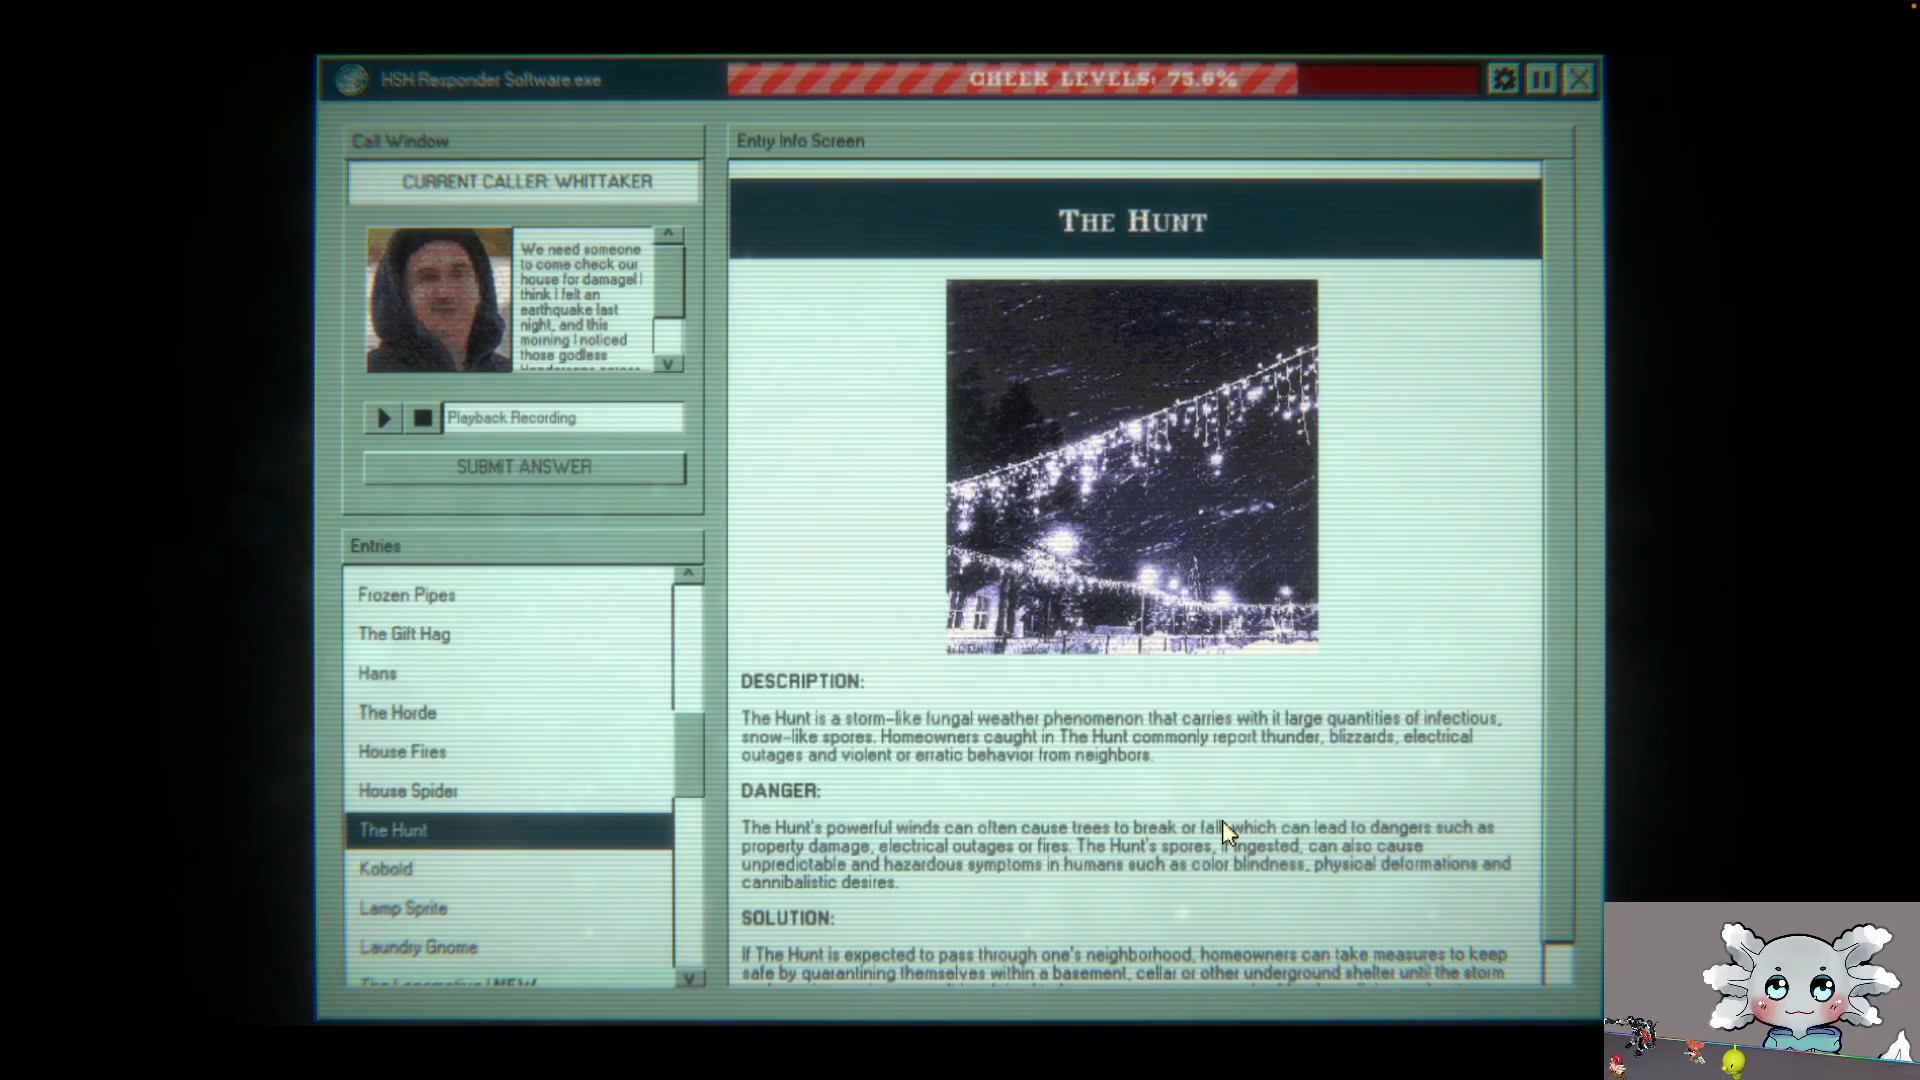 HSH Responder Software.exe
CHEER LEVELS: 75.6%
Call Window
CURRENT CALLER: WHITTAKER
We need someone
to come check our
house for damage! I
think I felt an
earthquake last
night, and this
morning I noticed
those godless
Playback Recording
SUBMIT ANSWER
Entries
Frozen Pipes
The Gift Hag
Hans
The Horde
House Fires
House Spider
The Hunt
Kobold
Lamp Sprite
Laundry Gnome
Entry Info Screen
The Hunt
DESCRIPTION:
The Hunt is a storm-like fungal weather phenomenon that carries with it large quantities of infectious,
snow-like spores. Homeowners caught in The Hunt commonly report thunder, blizzards, electrical
outages and violent or erratic behavior from neighbors.
DANGER:
The Hunt's powerful winds can often cause trees to break or fall, which can lead to dangers such as
property damage, electrical outages or fires. The Hunt's spores, if ingested, can also cause
unpredictable and hazardous symptoms in humans such as color blindness, physical deformations and
cannibalistic desires.
SOLUTION:
If The Hunt is expected to pass through one's neighborhood, homeowners can take measures to keep
safe by quarantining themselves within a basement, cellar or other underground shelter until the storm